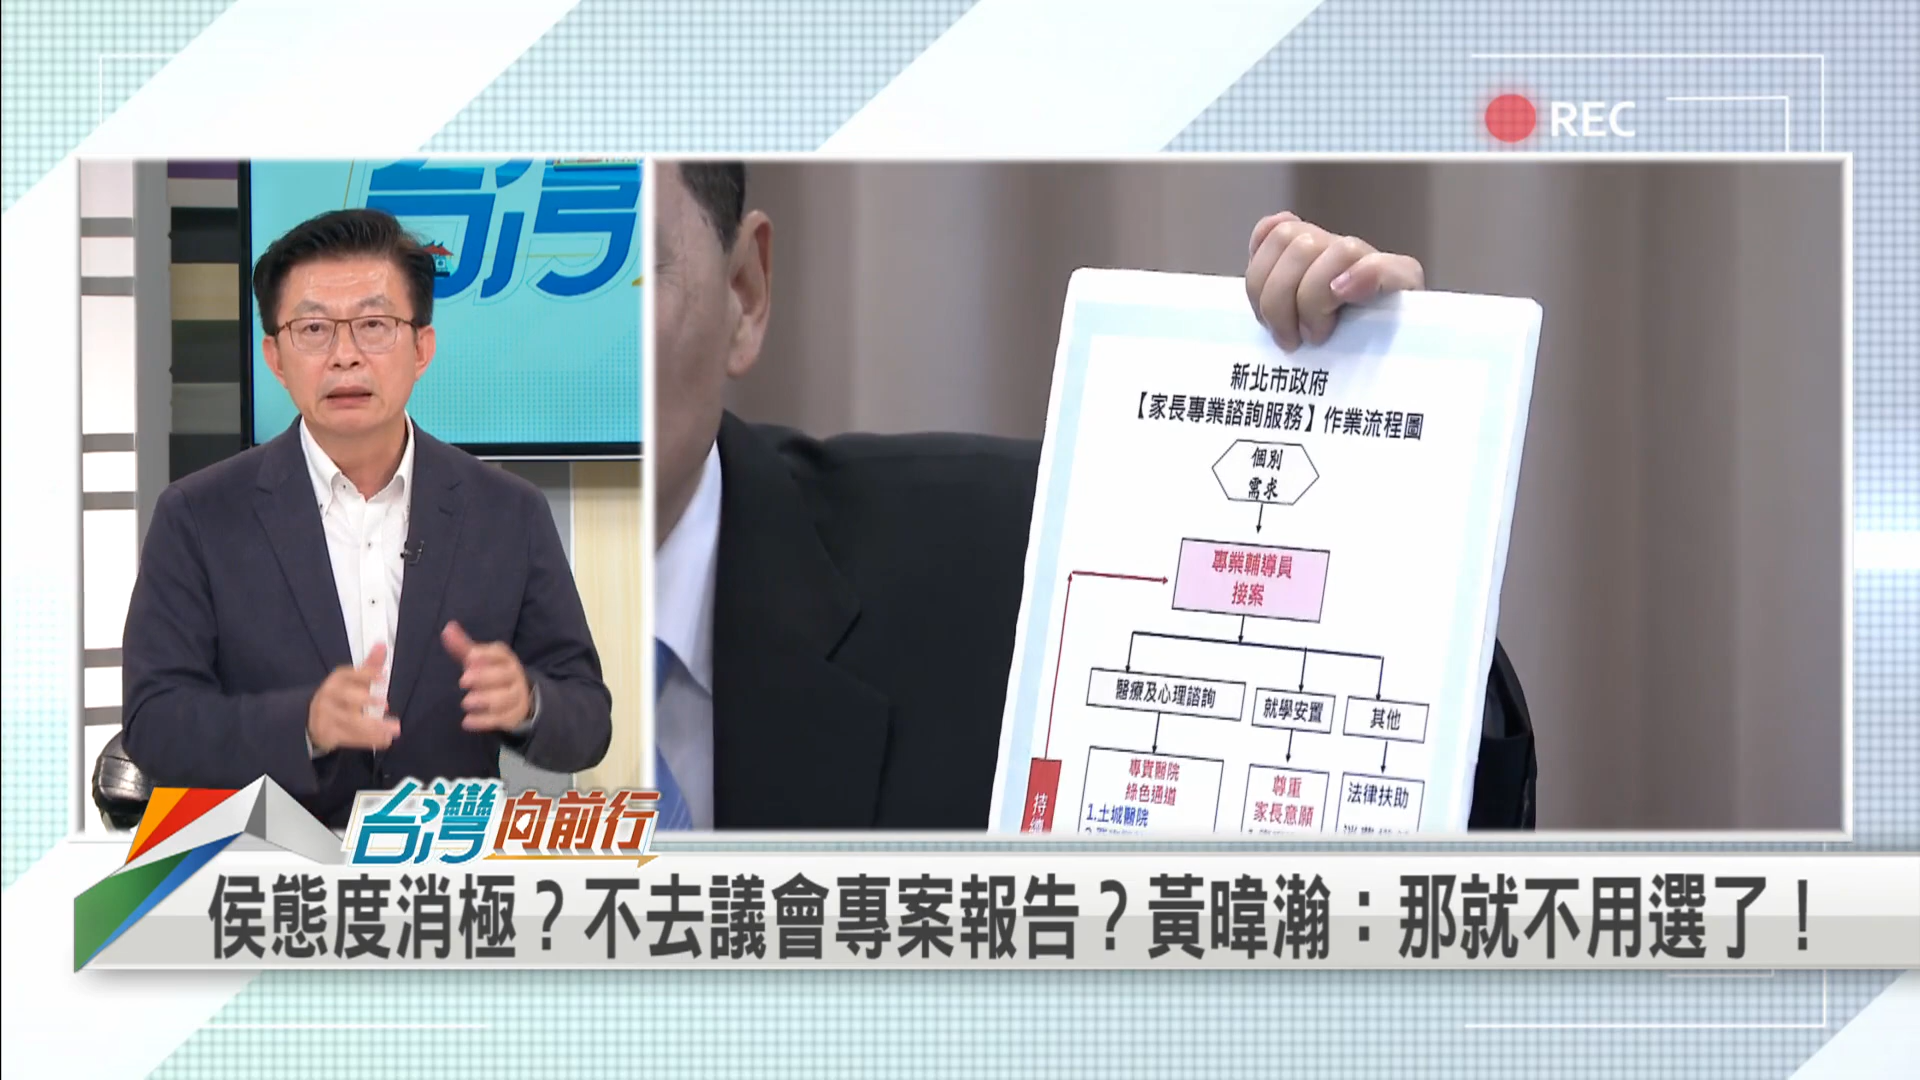 REC
台灣
新北市政府
【家長專業諮詢服務】作業流程圖
個別
需求
專業輔導員
接案
醫療及心理諮詢
就學安置
其他
專責醫院
綠色通道
1.土城醫院
尊重
家長意願
法律扶助
持
台灣向前行
侯態度消極？不去議會專案報告？黃暐瀚：那就不用選了！